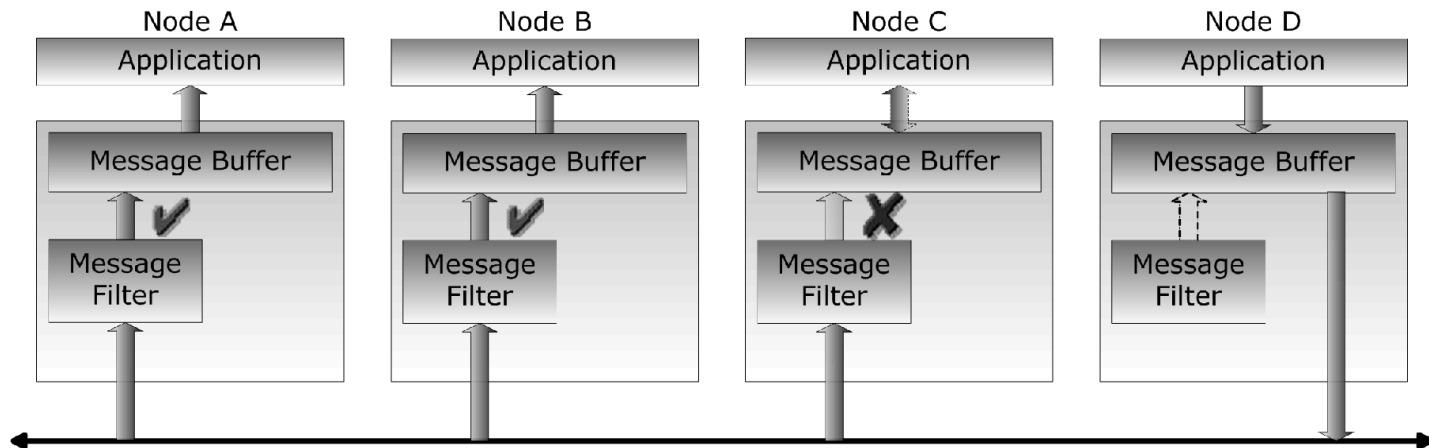 Node A Node B Node C Node D
Application Application Application Application
Message Buffer Message Buffer Message Buffer Message Buffer
Message Message Message Message
Filter Filter Filter Filter